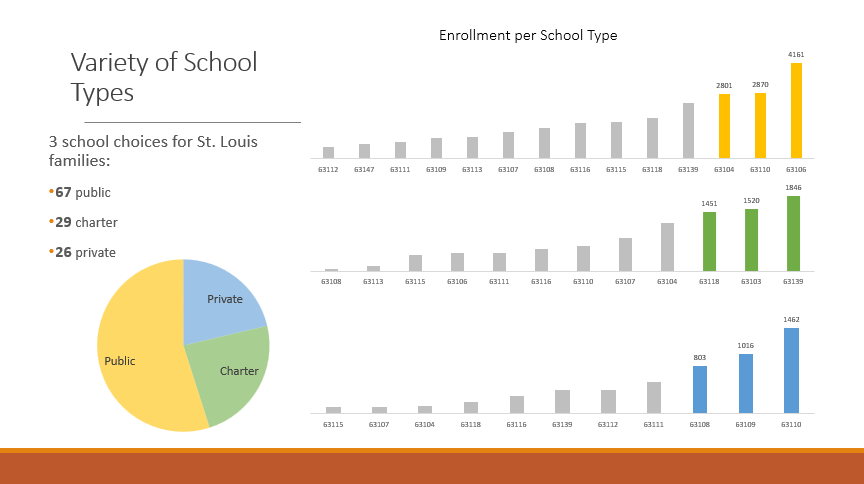 Variety of School
Types
3 school choices for St. Louis
families:
•67 public
•29 charter
•26 private
Private
Charter
Public
Enrollment per School Type
2801 2870 4161
63112 63147 63111 63109 63113 63107 63108 63116 63115 63118 63139 63104 63110 63106
1451 1520 1846
63108 63113 63115 63106 63111 63116 63110 63107 63104 63118 63103 63139
803 1016 1462
63115 63107 63104 63118 63116 63139 63112 63111 63108 63109 63110